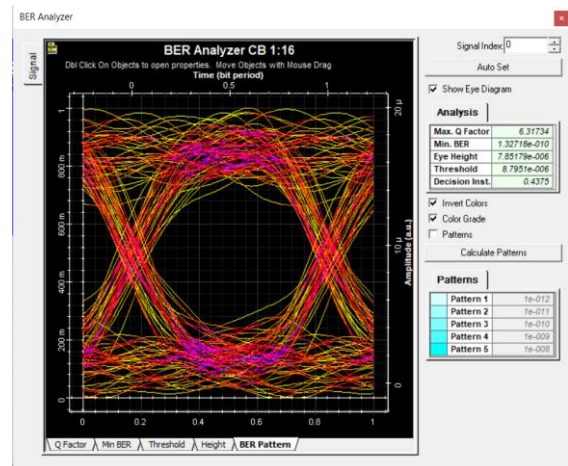 BER Analyzer
Signal
BER Analyzer CB 1:16
Dbl Click On Objects to open properties. Move Objects with Mouse Drag
Time (bit period)
0 0.5 1
1
800 m
600 m
400 m
200 m
0
20 µ
10 µ
0
Amplitude (a.u.)
0 0.2 0.4 0.6 0.8 1
Q Factor Min BER Threshold Height BER Pattern
Signal Index: 0
Auto Set
Show Eye Diagram
Analysis
Max. Q Factor 6.31734
Min. BER 1.32718e-010
Eye Height 7.85179e-006
Threshold 8.7951e-006
Decision Inst. 0.4375
Invert Colors
Color Grade
Patterns
Calculate Patterns
Patterns
Pattern 1 1e-012
Pattern 2 1e-011
Pattern 3 1e-010
Pattern 4 1e-009
Pattern 5 1e-008